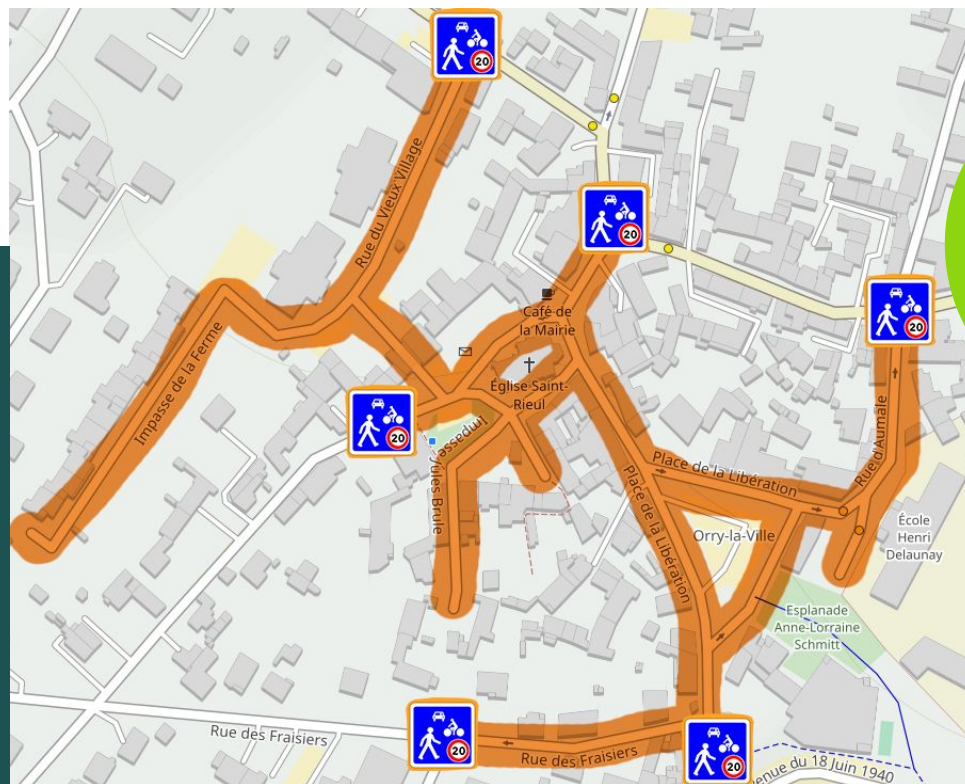 20
Rue du Vieux Village
20
20
Café de
la Mairie
Impasse de la Ferme
Église Saint-
Rieul
20
Impasse
Jules Brule
Place de la Libération
Rue d'Aumale
Place de la Libération
Orry-la-Ville
École
Henri
Delaunay
Esplanade
Anne-Lorraine
Schmitt
Rue des Fraisiers
20
Rue des Fraisiers
20
venue du 18 Juin 1940